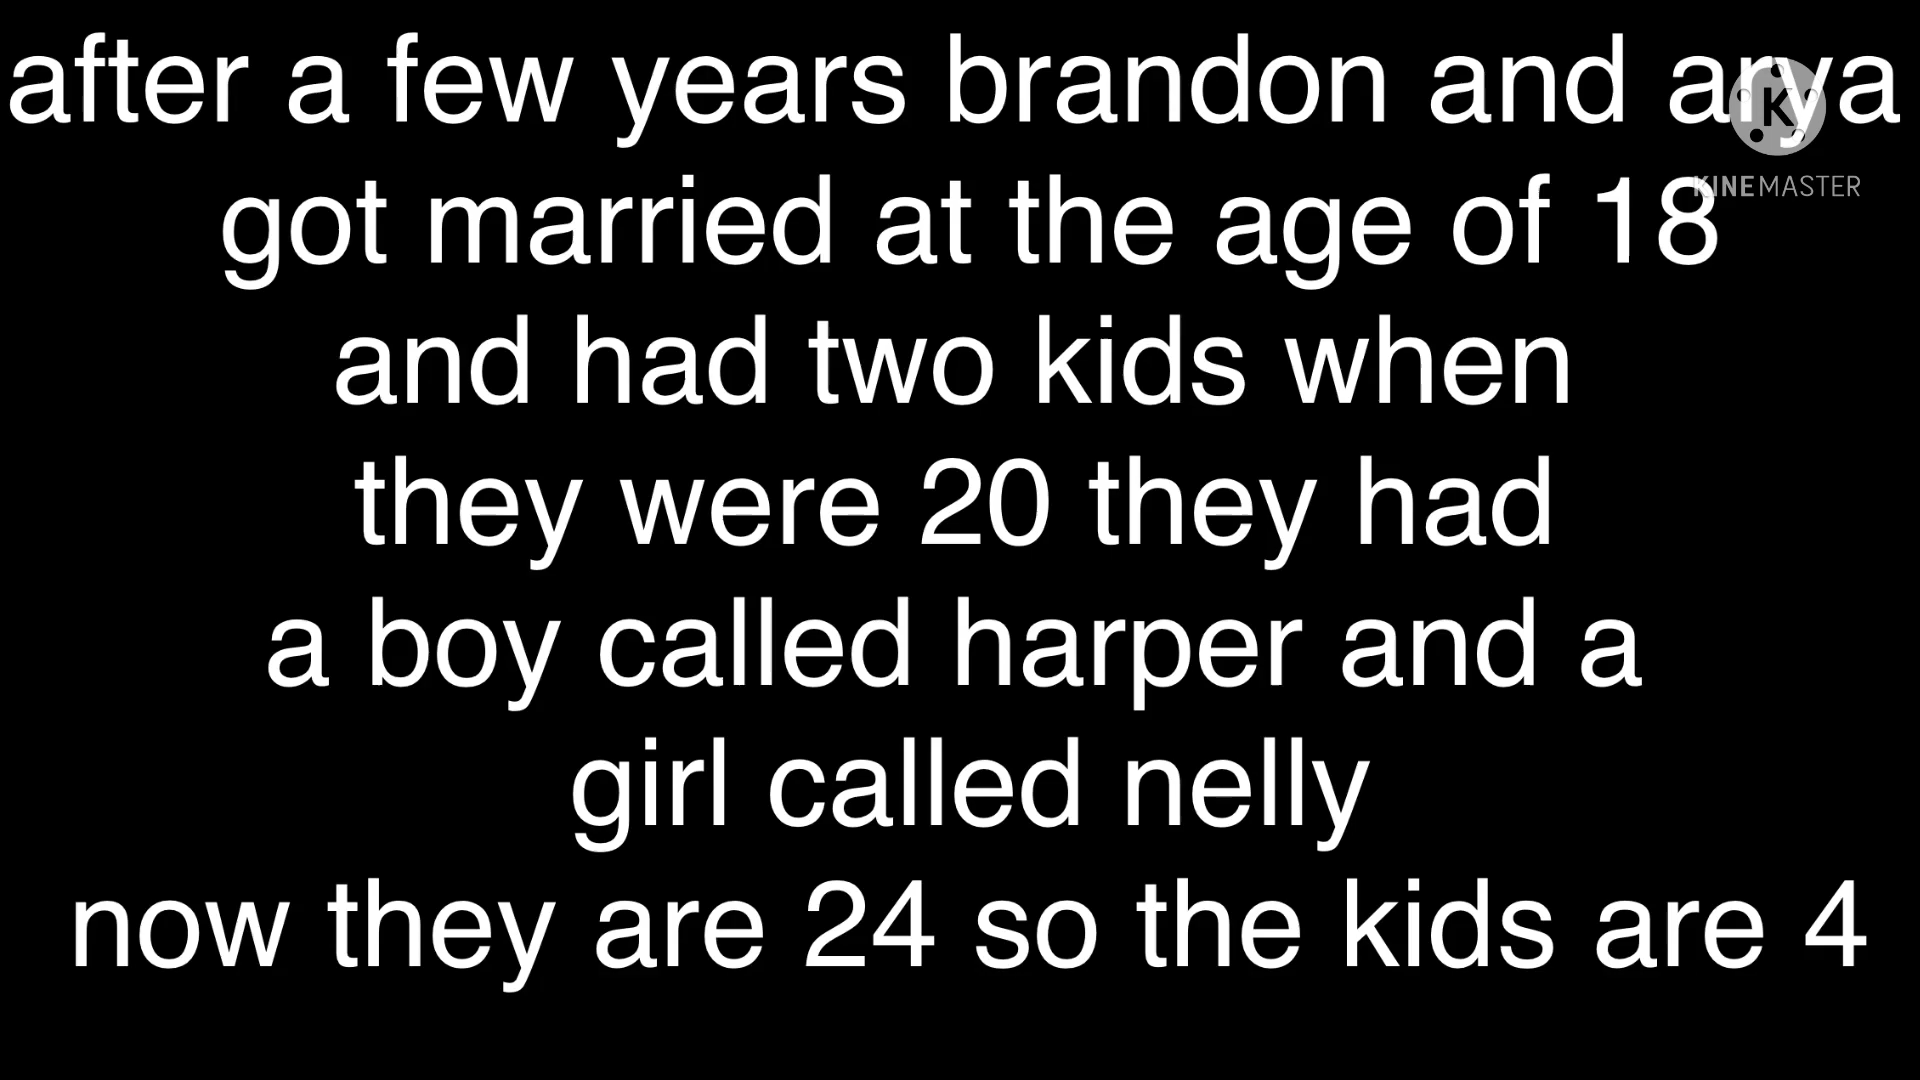 after a few years brandon and arya
KINEMASTER
got married at the age of 18
and had two kids when
they were 20 they had
a boy called harper and a
girl called nelly
now they are 24 so the kids are 4